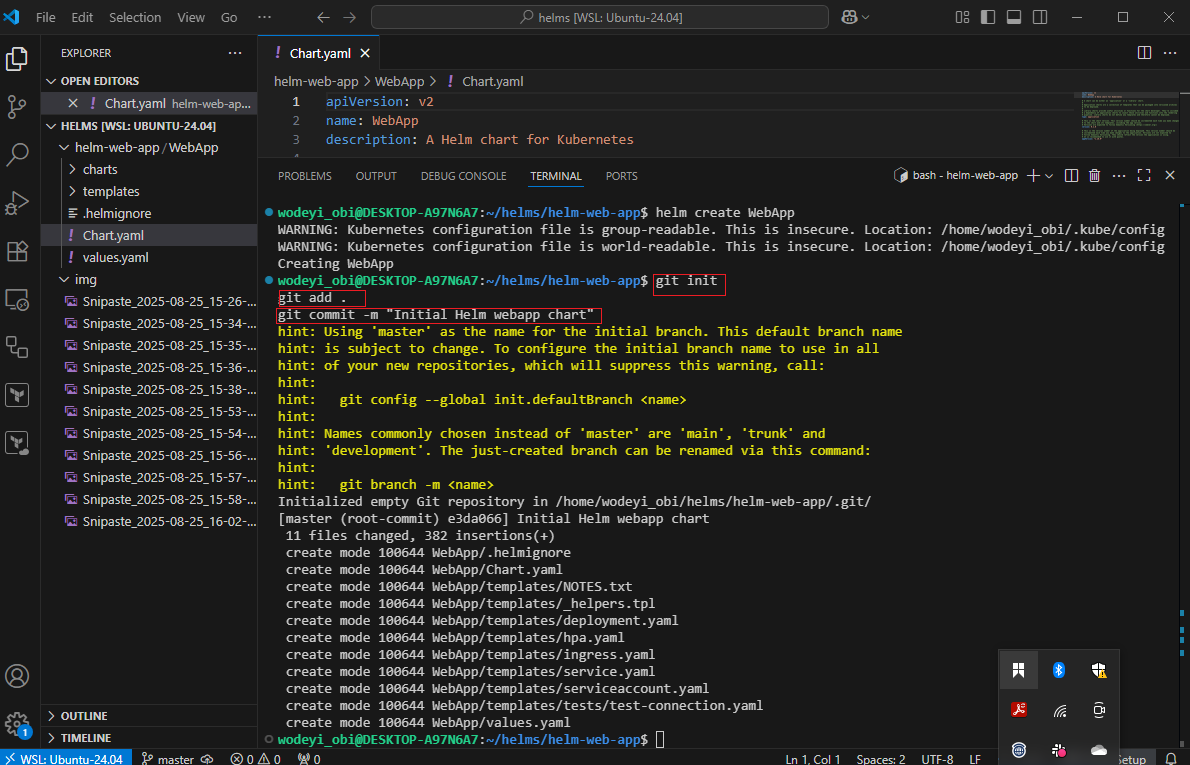 File Edit Selection View Go ··· helms [WSL: Ubuntu-24.04]
EXPLORER ···
OPEN EDITORS
Chart.yaml helm-web-ap...
HELMS [WSL: UBUNTU-24.04]
helm-web-app / WebApp
charts
templates
.helmignore
Chart.yaml
values.yaml
img
Snipaste_2025-08-25_15-26-...
Snipaste_2025-08-25_15-34-...
Snipaste_2025-08-25_15-35-...
Snipaste_2025-08-25_15-36-...
Snipaste_2025-08-25_15-38-...
Snipaste_2025-08-25_15-53-...
Snipaste_2025-08-25_15-54-...
Snipaste_2025-08-25_15-56-...
Snipaste_2025-08-25_15-57-...
Snipaste_2025-08-25_15-58-...
Snipaste_2025-08-25_16-02-...
OUTLINE
TIMELINE
! Chart.yaml
helm-web-app > WebApp > ! Chart.yaml
1 apiVersion: v2
2 name: WebApp
3 description: A Helm chart for Kubernetes
4
PROBLEMS OUTPUT DEBUG CONSOLE TERMINAL PORTS bash - helm-web-app
wodeyi_obi@DESKTOP-A97N6A7:~/helms/helm-web-app$ helm create WebApp
WARNING: Kubernetes configuration file is group-readable. This is insecure. Location: /home/wodeyi_obi/.kube/config
WARNING: Kubernetes configuration file is world-readable. This is insecure. Location: /home/wodeyi_obi/.kube/config
Creating WebApp
wodeyi_obi@DESKTOP-A97N6A7:~/helms/helm-web-app$ git init
git add .
git commit -m "Initial Helm webapp chart"
hint: Using 'master' as the name for the initial branch. This default branch name
hint: is subject to change. To configure the initial branch name to use in all
hint: of your new repositories, which will suppress this warning, call:
hint:
hint:   git config --global init.defaultBranch <name>
hint:
hint: Names commonly chosen instead of 'master' are 'main', 'trunk' and
hint: 'development'. The just-created branch can be renamed via this command:
hint:
hint:   git branch -m <name>
Initialized empty Git repository in /home/wodeyi_obi/helms/helm-web-app/.git/
[master (root-commit) e3da066] Initial Helm webapp chart
11 files changed, 382 insertions(+)
create mode 100644 WebApp/.helmignore
create mode 100644 WebApp/Chart.yaml
create mode 100644 WebApp/templates/NOTES.txt
create mode 100644 WebApp/templates/_helpers.tpl
create mode 100644 WebApp/templates/deployment.yaml
create mode 100644 WebApp/templates/hpa.yaml
create mode 100644 WebApp/templates/ingress.yaml
create mode 100644 WebApp/templates/service.yaml
create mode 100644 WebApp/templates/serviceaccount.yaml
create mode 100644 WebApp/templates/tests/test-connection.yaml
create mode 100644 WebApp/values.yaml
wodeyi_obi@DESKTOP-A97N6A7:~/helms/helm-web-app$
1
WSL: Ubuntu-24.04 master 0 0 0 Ln 1, Col 1 Spaces: 2 UTF-8 LF Setup